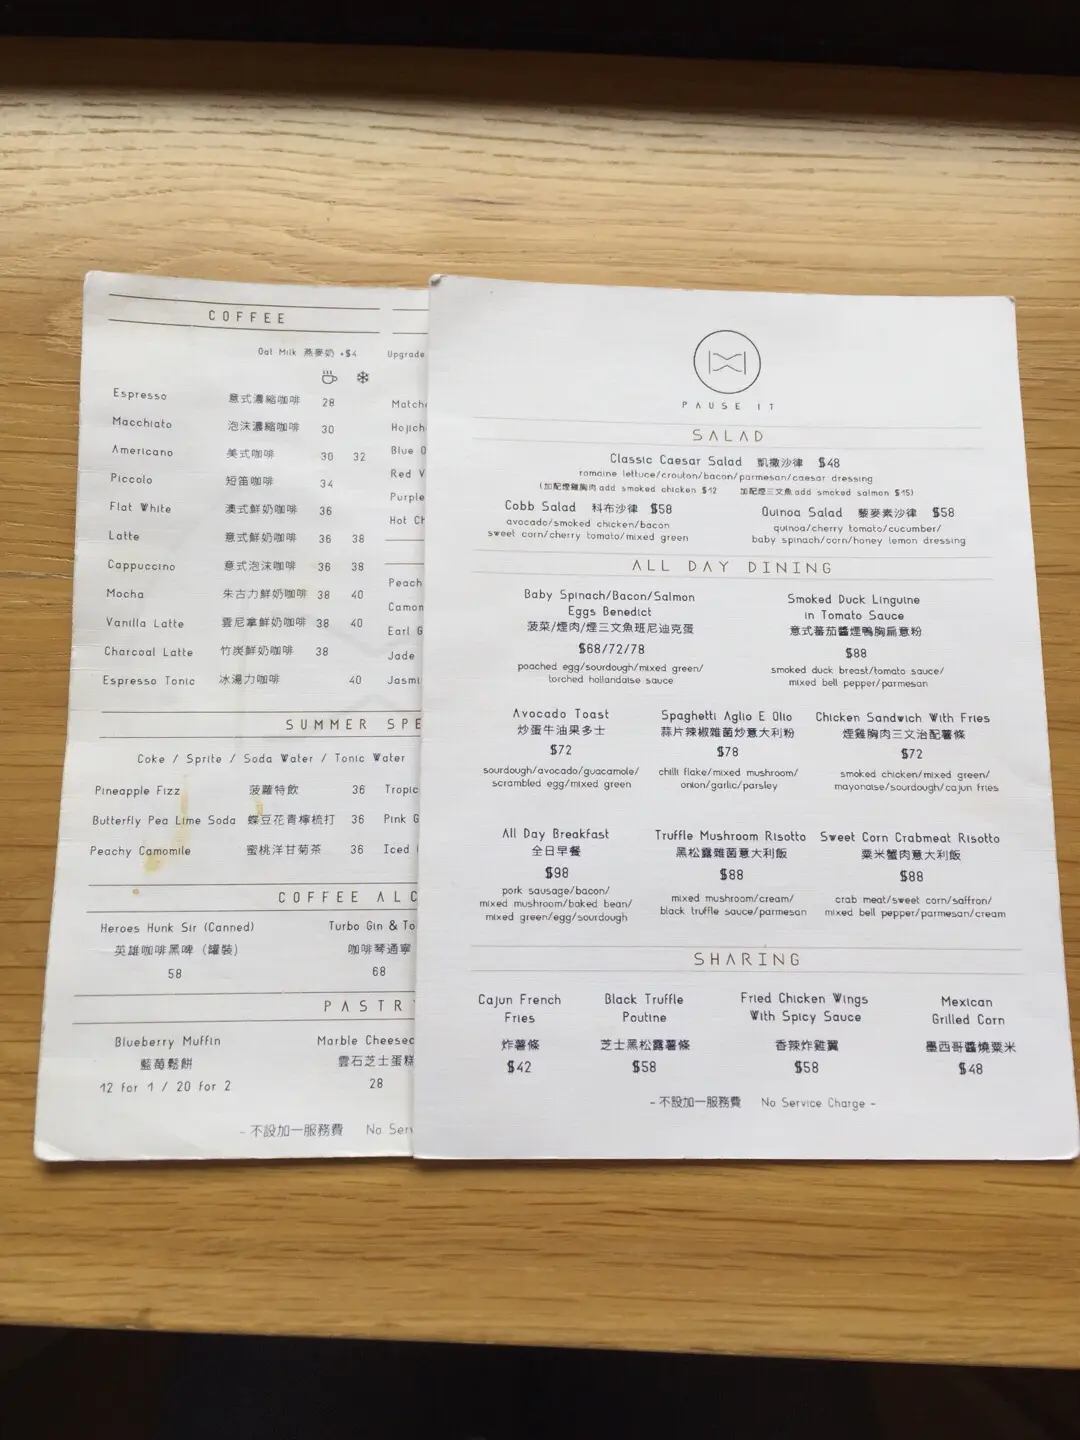 COFFEE
Oat Milk 燕麥奶 +$4
Espresso 意式濃縮咖啡 28
Macchiato 泡沫濃縮咖啡 30
Americano 美式咖啡 30 32
Piccolo 短笛咖啡 34
Flat White 澳式鮮奶咖啡 36
Latte 意式鮮奶咖啡 36 38
Cappuccino 意式泡沫咖啡 36 38
Mocha 朱古力鮮奶咖啡 38 40
Vanilla Latte 雲尼拿鮮奶咖啡 38 40
Charcoal Latte 竹炭鮮奶咖啡 38
Espresso Tonic 冰湯力咖啡 40
Upgrade
Blue
Red
Purple
Hot
Peach
Earl
Jade
SUMMER
Coke / Sprite / Soda Water / Tonic Water
Pineapple Fizz 菠蘿特飲 36
Butterfly Pea Lime Soda 蝶豆花青檸梳打 36 Pink
Peachy Camomile 蜜桃洋甘菊茶 36 Iced
COFFEE
Heroes Hunk Sir (Canned) Turbo Gin &
英雄咖啡黑啤 (罐裝) 咖啡琴通寧
58 68
Blueberry Muffin Marble
藍莓鬆餅 雲石芝士蛋糕
12 for 1 / 20 for 2 28
- 不設加一服務費 No
PAUSE IT
SALAD
Classic Caesar Salad 凱撒沙律 $48
romaine lettuce/crouton/bacon/parmesan/caesar dressing
(加配煙雞胸肉 add smoked chicken $12 加配煙三文魚 add smoked salmon $15)
Cobb Salad 科布沙律 $58
avocado/smoked chicken/bacon
sweet corn/cherry tomato/mixed green
Quinoa Salad 藜麥素沙律 $58
quinoa/cherry tomato/cucumber/
baby spinach/corn/honey lemon dressing
ALL DAY DINING
Baby Spinach/Bacon/Salmon
Eggs Benedict
菠菜/煙肉/煙三文魚班尼迪克蛋
$68/72/78
poached egg/sourdough/mixed green/
torched hollandaise sauce
Smoked Duck Linguine
in Tomato Sauce
意式蕃茄醬煙鴨胸扁意粉
$88
smoked duck breast/tomato sauce/
mixed bell pepper/parmesan
Avocado Toast
炒蛋牛油果多士
$72
sourdough/avocado/guacamole/
scrambled egg/mixed green
Spaghetti Aglio E Olio
蒜片辣椒雜菌炒意大利粉
$78
chilli flake/mixed mushroom/
onion/garlic/parsley
Chicken Sandwich With Fries
煙雞胸肉三文治配薯條
$72
smoked chicken/mixed green/
mayonaise/sourdough/cajun fries
All Day Breakfast
全日早餐
$98
pork sausage/bacon/
mixed mushroom/baked bean/
mixed green/egg/sourdough
Truffle Mushroom Risotto
黑松露雜菌意大利飯
$88
mixed mushroom/cream/
black truffle sauce/parmesan
Sweet Corn Crabmeat Risotto
粟米蟹肉意大利飯
$88
crab meat/sweet corn/saffron/
mixed bell pepper/parmesan/cream
SHARING
Cajun French
Fries
炸薯條
$42
Black Truffle
Poutine
芝士黑松露薯條
$58
Fried Chicken Wings
With Spicy Sauce
香辣炸雞翼
$58
Mexican
Grilled Corn
墨西哥醬燒粟米
$48
- 不設加一服務費 No Service Charge -